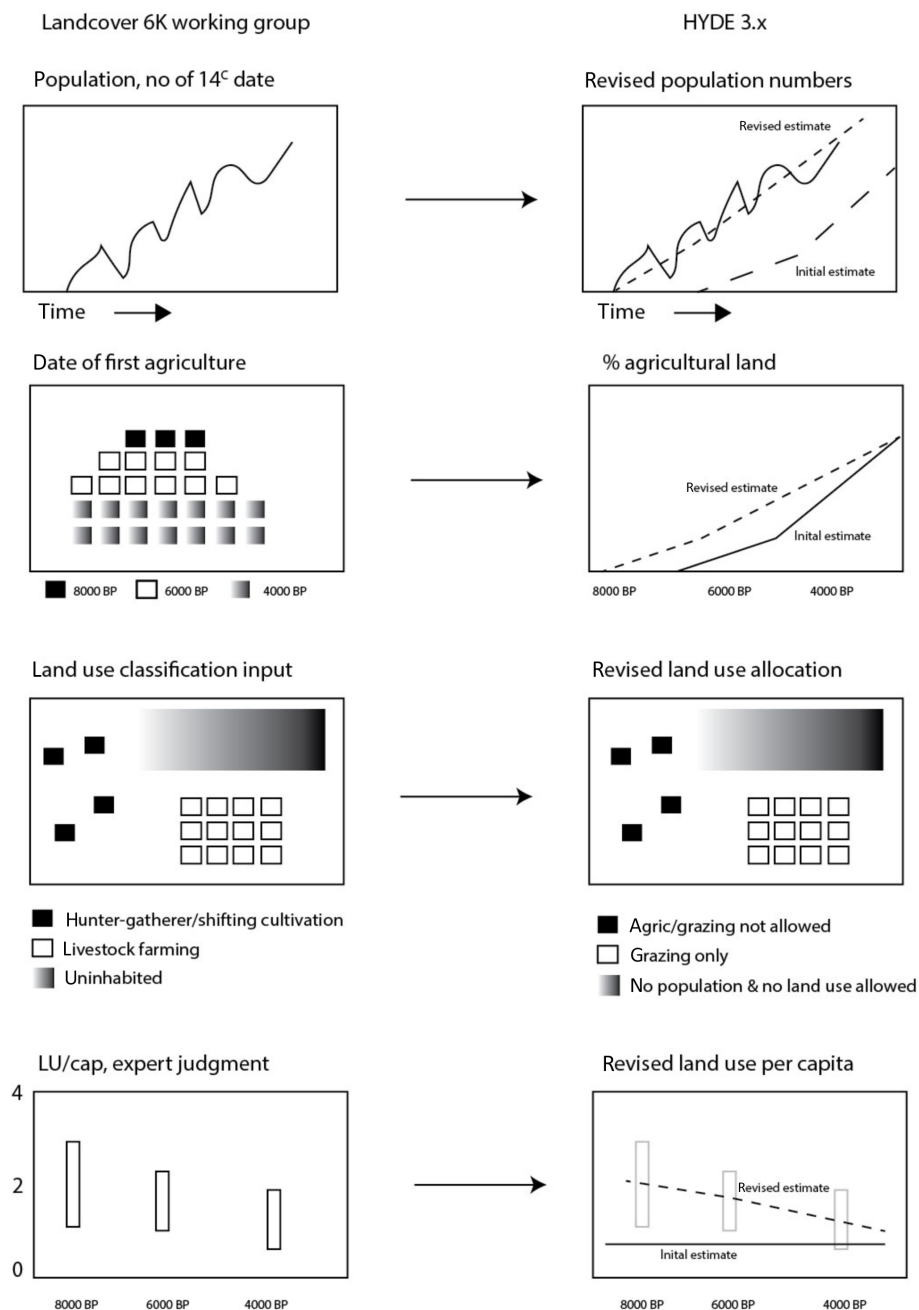 Landcover 6K working group
HYDE 3.x
Population, no of 14ᶜ date
Revised population numbers
Revised estimate
Initial estimate
Time
Time
Date of first agriculture
% agricultural land
Revised estimate
Inital estimate
8000 BP
6000 BP
4000 BP
8000 BP
6000 BP
4000 BP
Land use classification input
Revised land use allocation
Hunter-gatherer/shifting cultivation
Livestock farming
Uninhabited
Agric/grazing not allowed
Grazing only
No population & no land use allowed
LU/cap, expert judgment
Revised land use per capita
4
2
0
Revised estimate
Inital estimate
8000 BP
6000 BP
4000 BP
8000 BP
6000 BP
4000 BP